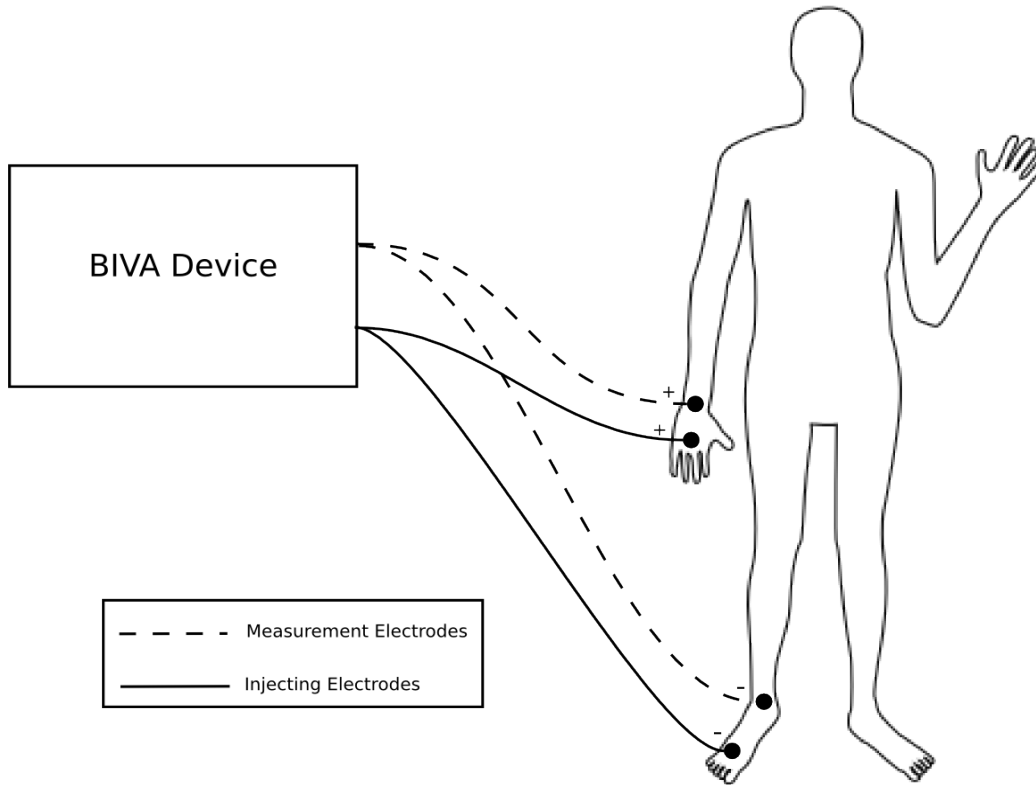 BIVA Device
+
+
Measurement Electrodes
Injecting Electrodes
-
-